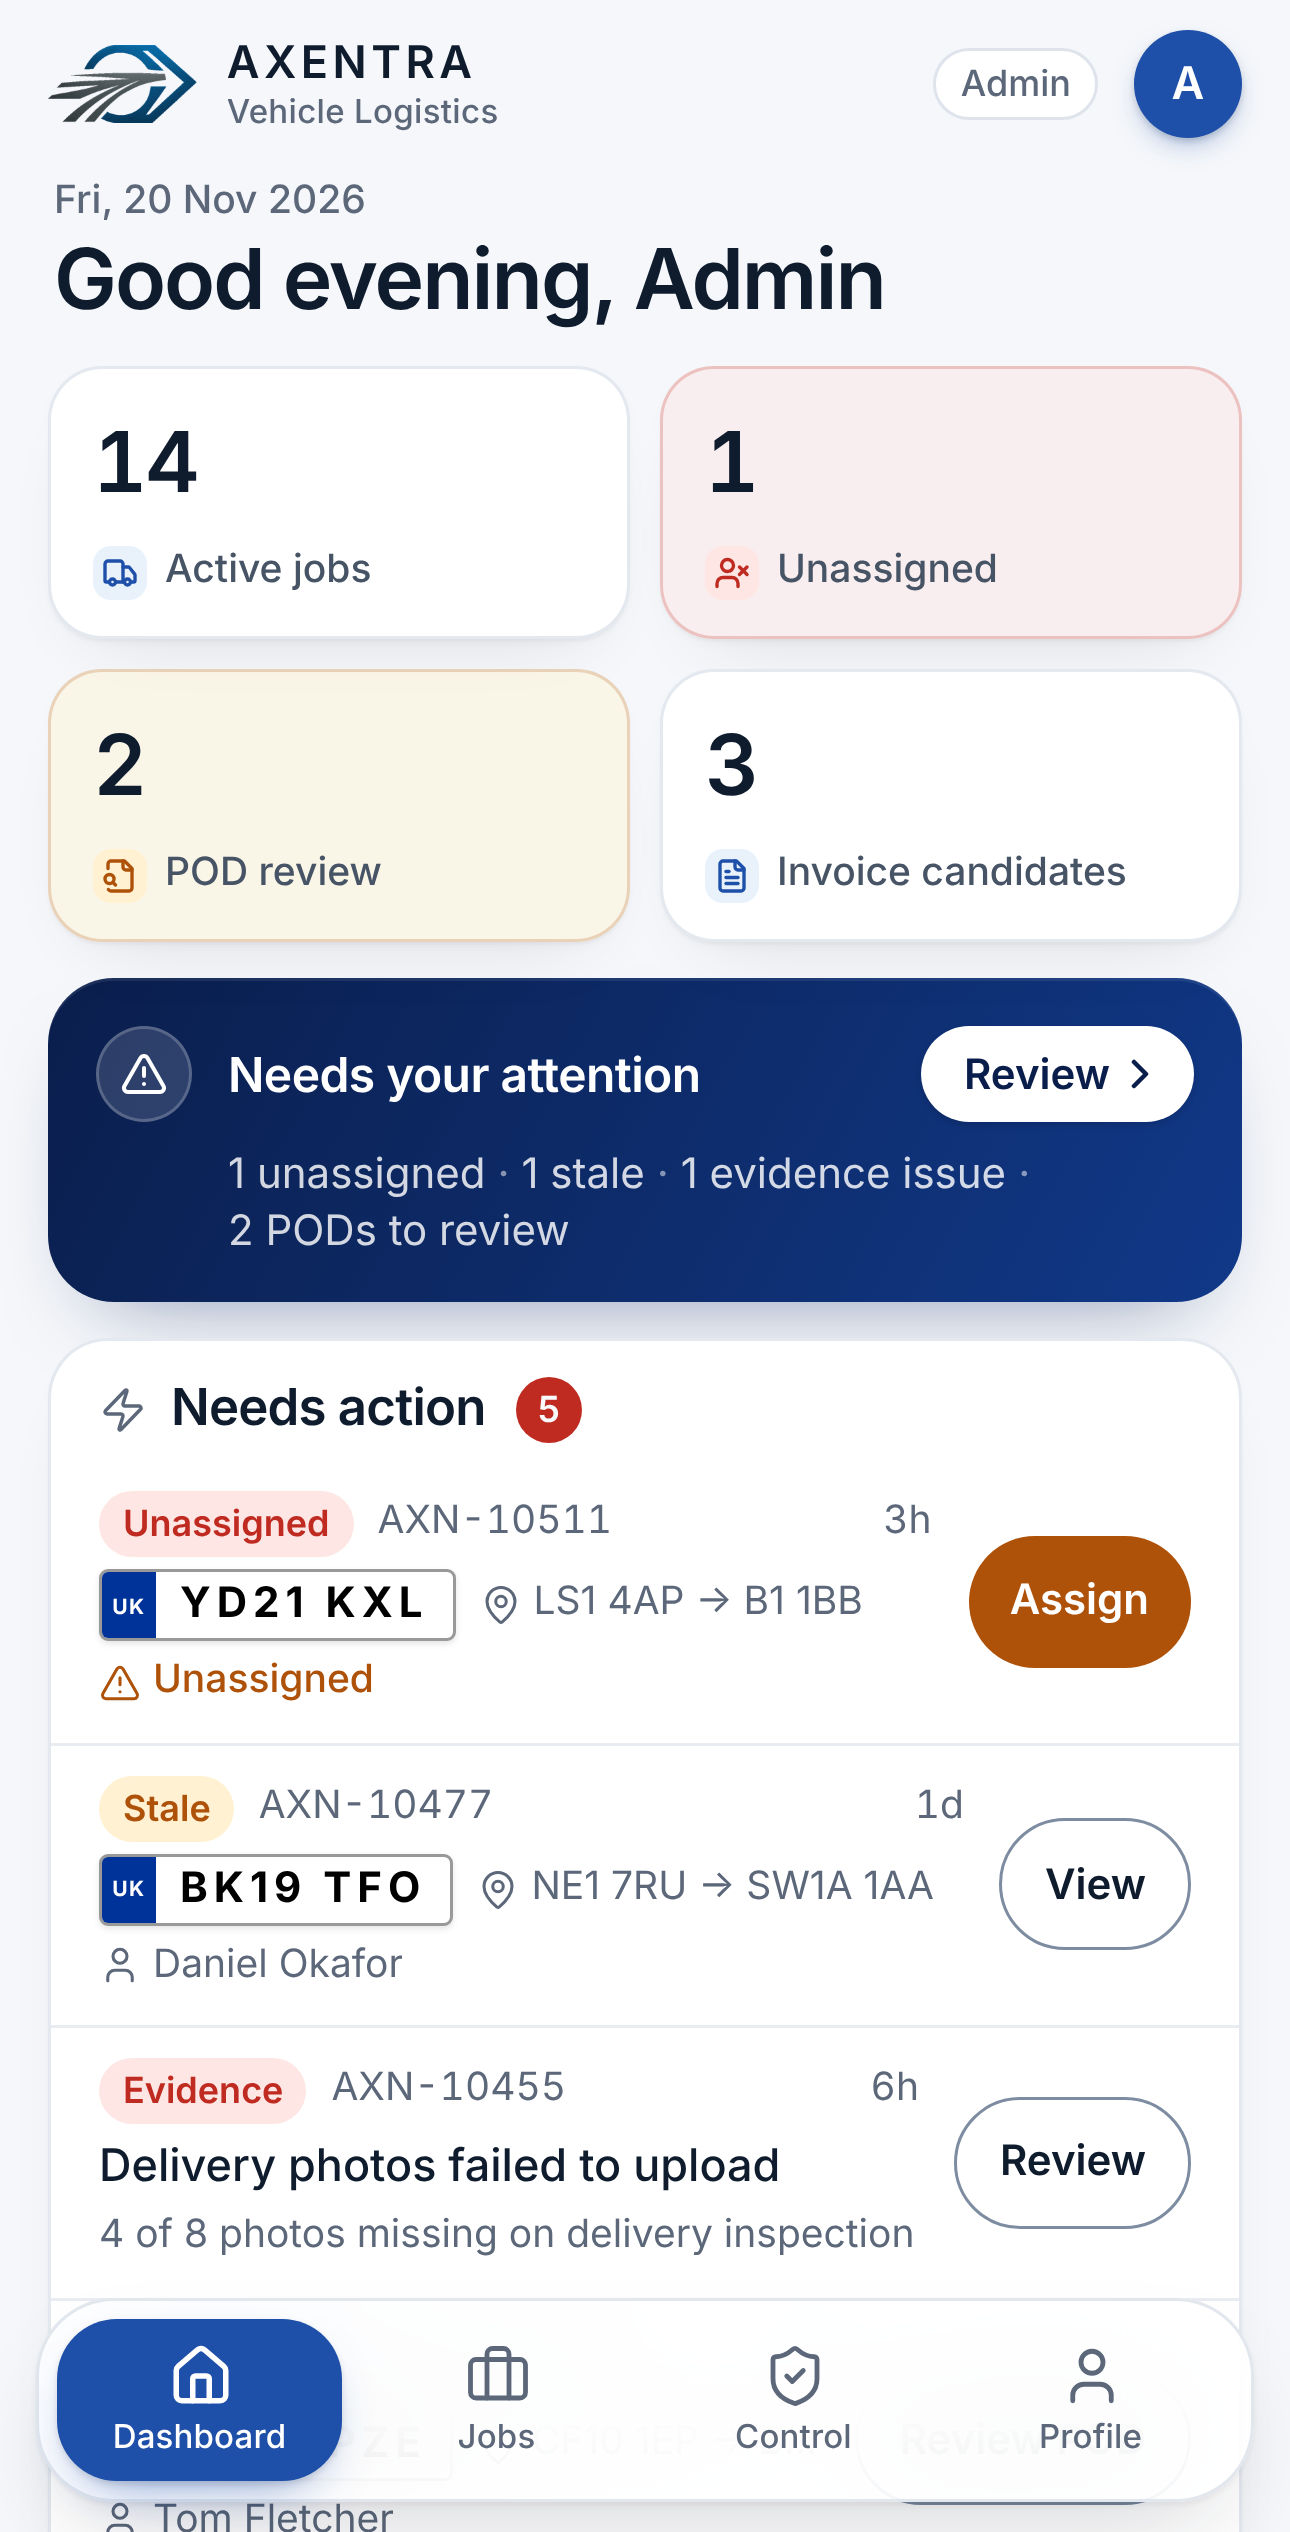 AXENTRA
Vehicle Logistics
Admin
A
Fri, 20 Nov 2026
Good evening, Admin
14
Active jobs
1
Unassigned
2
POD review
3
Invoice candidates
Needs your attention
Review
1 unassigned · 1 stale · 1 evidence issue ·
2 PODs to review
Needs action 5
Unassigned AXN-10511 3h
UK YD21 KXL LS1 4AP → B1 1BB
Assign
Unassigned
Stale AXN-10477 1d
UK BK19 TFO NE1 7RU → SW1A 1AA
View
Daniel Okafor
Evidence AXN-10455 6h
Delivery photos failed to upload
Review
4 of 8 photos missing on delivery inspection
Dashboard Jobs Control Profile
Tom Fletcher